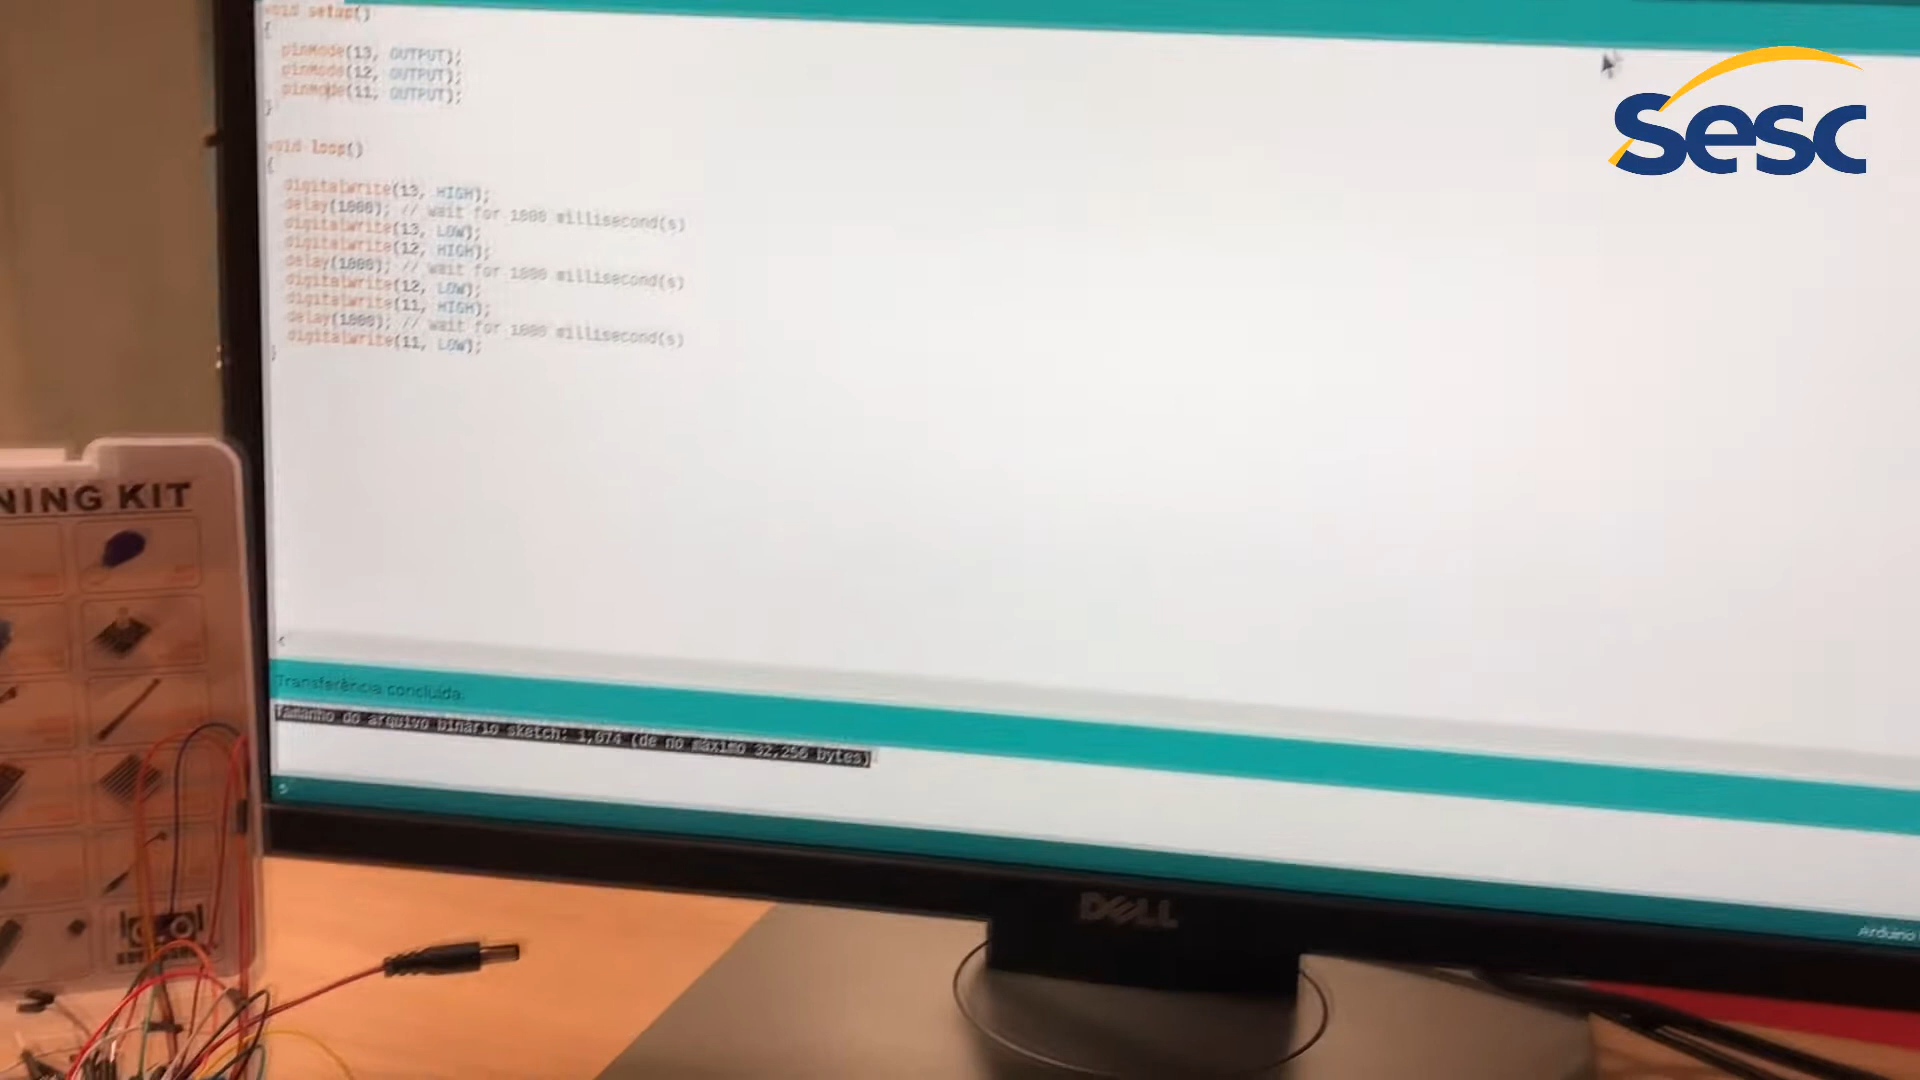 void setup()
{
pinMode(13, OUTPUT);
pinMode(12, OUTPUT);
pinMode(11, OUTPUT);
}
void loop()
{
digitalWrite(13, HIGH);
delay(1000); // Wait for 1000 millisecond(s)
digitalWrite(13, LOW);
digitalWrite(12, HIGH);
delay(1000); // Wait for 1000 millisecond(s)
digitalWrite(12, LOW);
digitalWrite(11, HIGH);
delay(1000); // Wait for 1000 millisecond(s)
digitalWrite(11, LOW);
}
Sesc
NING KIT
Transferência concluída.
Tamanho do arquivo binário sketch: 1,074 (de no máximo 32,256 bytes)
9
DELL
Arduino